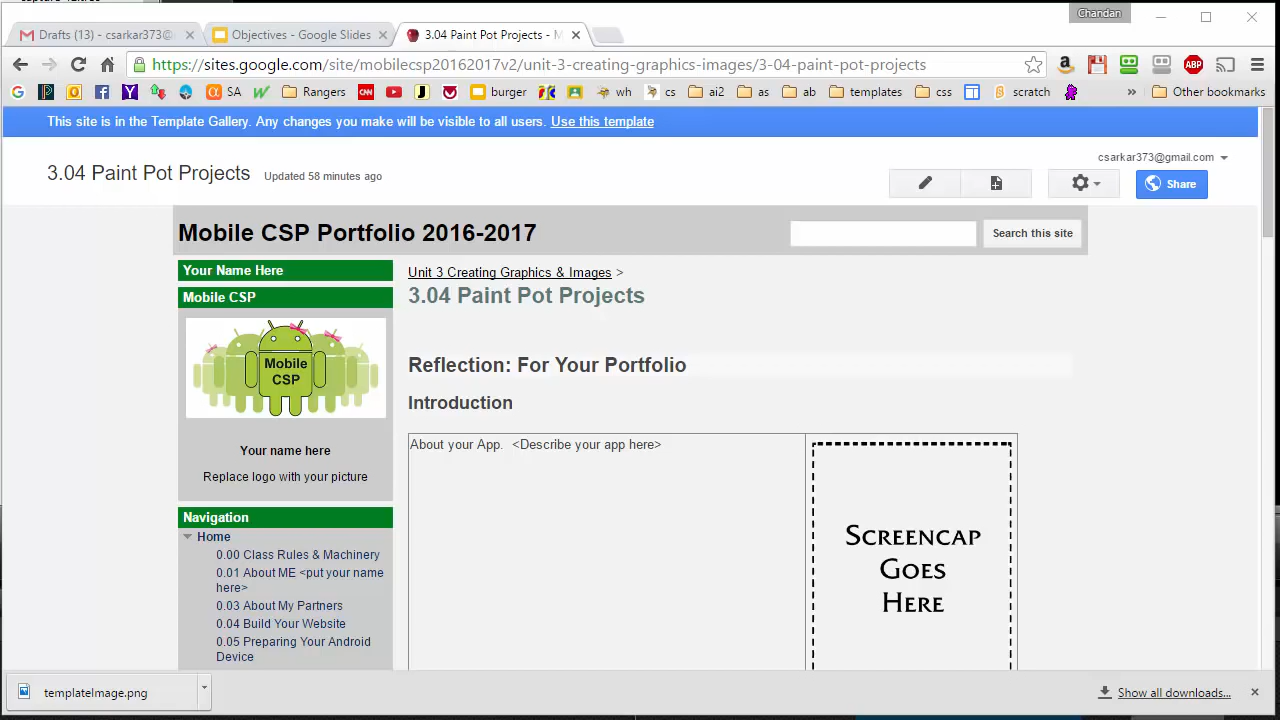 Chandan
Drafts (13) - csarkar373@
Objectives - Google Slides
3.04 Paint Pot Projects - M
https://sites.google.com/site/mobilecsp20162017v2/unit-3-creating-graphics-images/3-04-paint-pot-projects
ABP
SA
Rangers
CNN
burger
wh
cs
ai2
as
ab
templates
css
scratch
»
Other bookmarks
This site is in the Template Gallery. Any changes you make will be visible to all users. Use this template
csarkar373@gmail.com
3.04 Paint Pot Projects
Updated 58 minutes ago
Share
Mobile CSP Portfolio 2016-2017
Search this site
Your Name Here
Mobile CSP
Mobile
CSP
Your name here
Replace logo with your picture
Navigation
Home
0.00 Class Rules & Machinery
0.01 About ME <put your name
here>
0.03 About My Partners
0.04 Build Your Website
0.05 Preparing Your Android
Device
Unit 3 Creating Graphics & Images >
3.04 Paint Pot Projects
Reflection: For Your Portfolio
Introduction
About your App. <Describe your app here>
Screencap
Goes
Here
templateImage.png
Show all downloads...